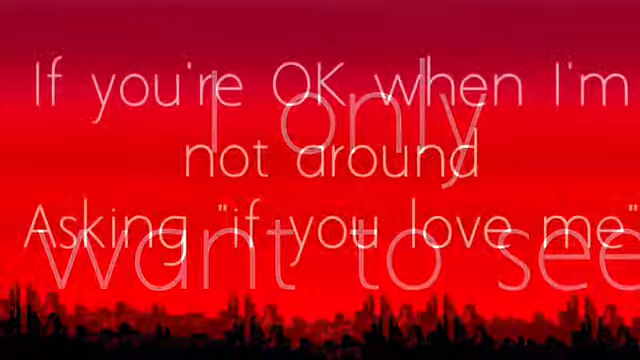 If you're OK when I'm
I only
not around
Asking "if you love me"
want to see